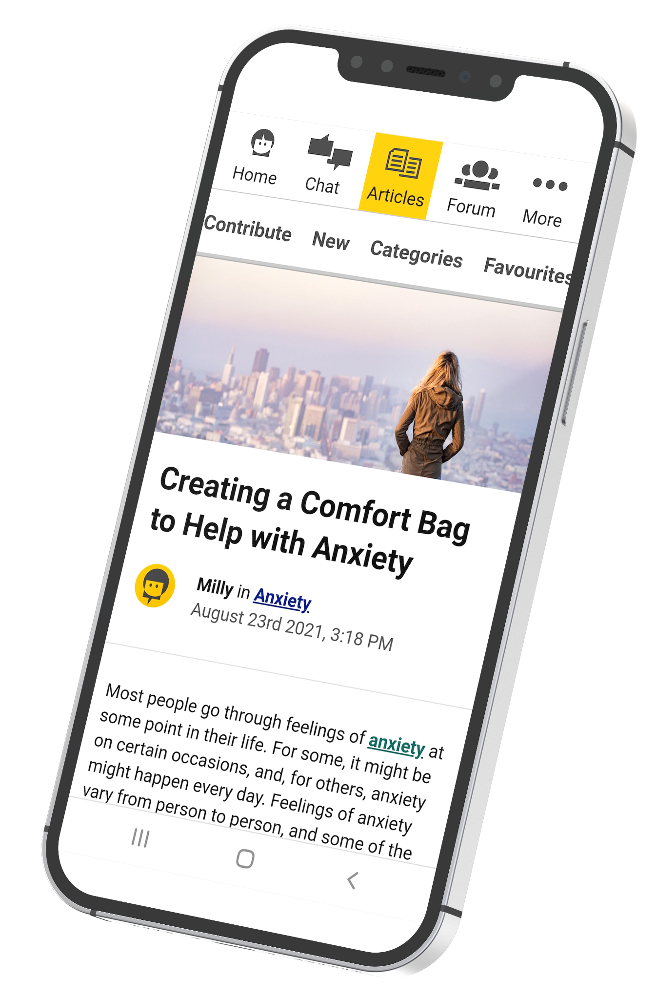 Home Chat Articles Forum More
Contribute New Categories Favourites
Creating a Comfort Bag
to Help with Anxiety
Milly in Anxiety
August 23rd 2021, 3:18 PM
Most people go through feelings of anxiety at
some point in their life. For some, it might be
on certain occasions, and, for others, anxiety
might happen every day. Feelings of anxiety
vary from person to person, and some of the